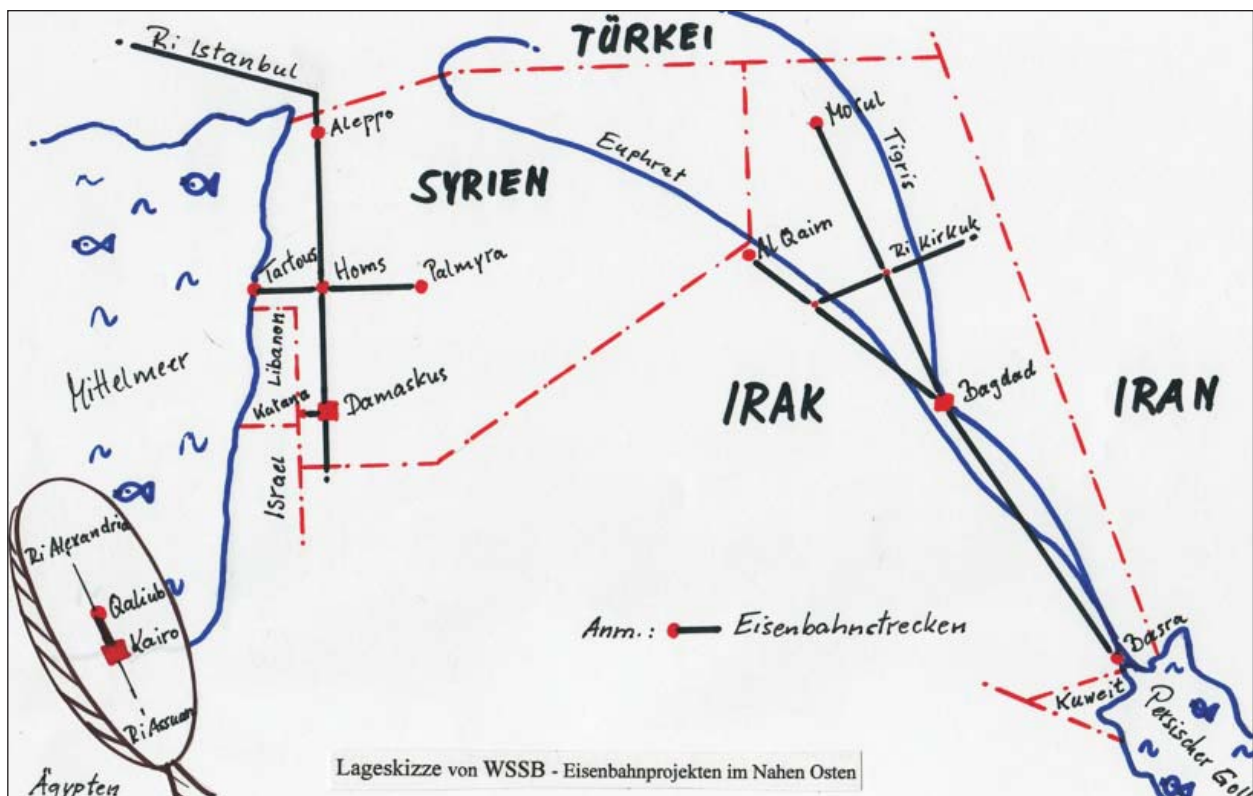 TÜRKEI
Ri Istanbul
Aleppo
Mosul
Tigris
Euphrat
SYRIEN
Al Qaim
Ri Kirkuk
Tartous
Homs
Palmyra
Libanon
Mittelmeer
Katana
Damaskus
IRAK
Bagdad
IRAN
Israel
Ri Alexandria
Qaliub
Kairo
Ri Assuan
Ägypten
Anm.: Eisenbahnstrecken
Basra
Kuweit
Persischer Golf
Lageskizze von WSSB - Eisenbahnprojekten im Nahen Osten